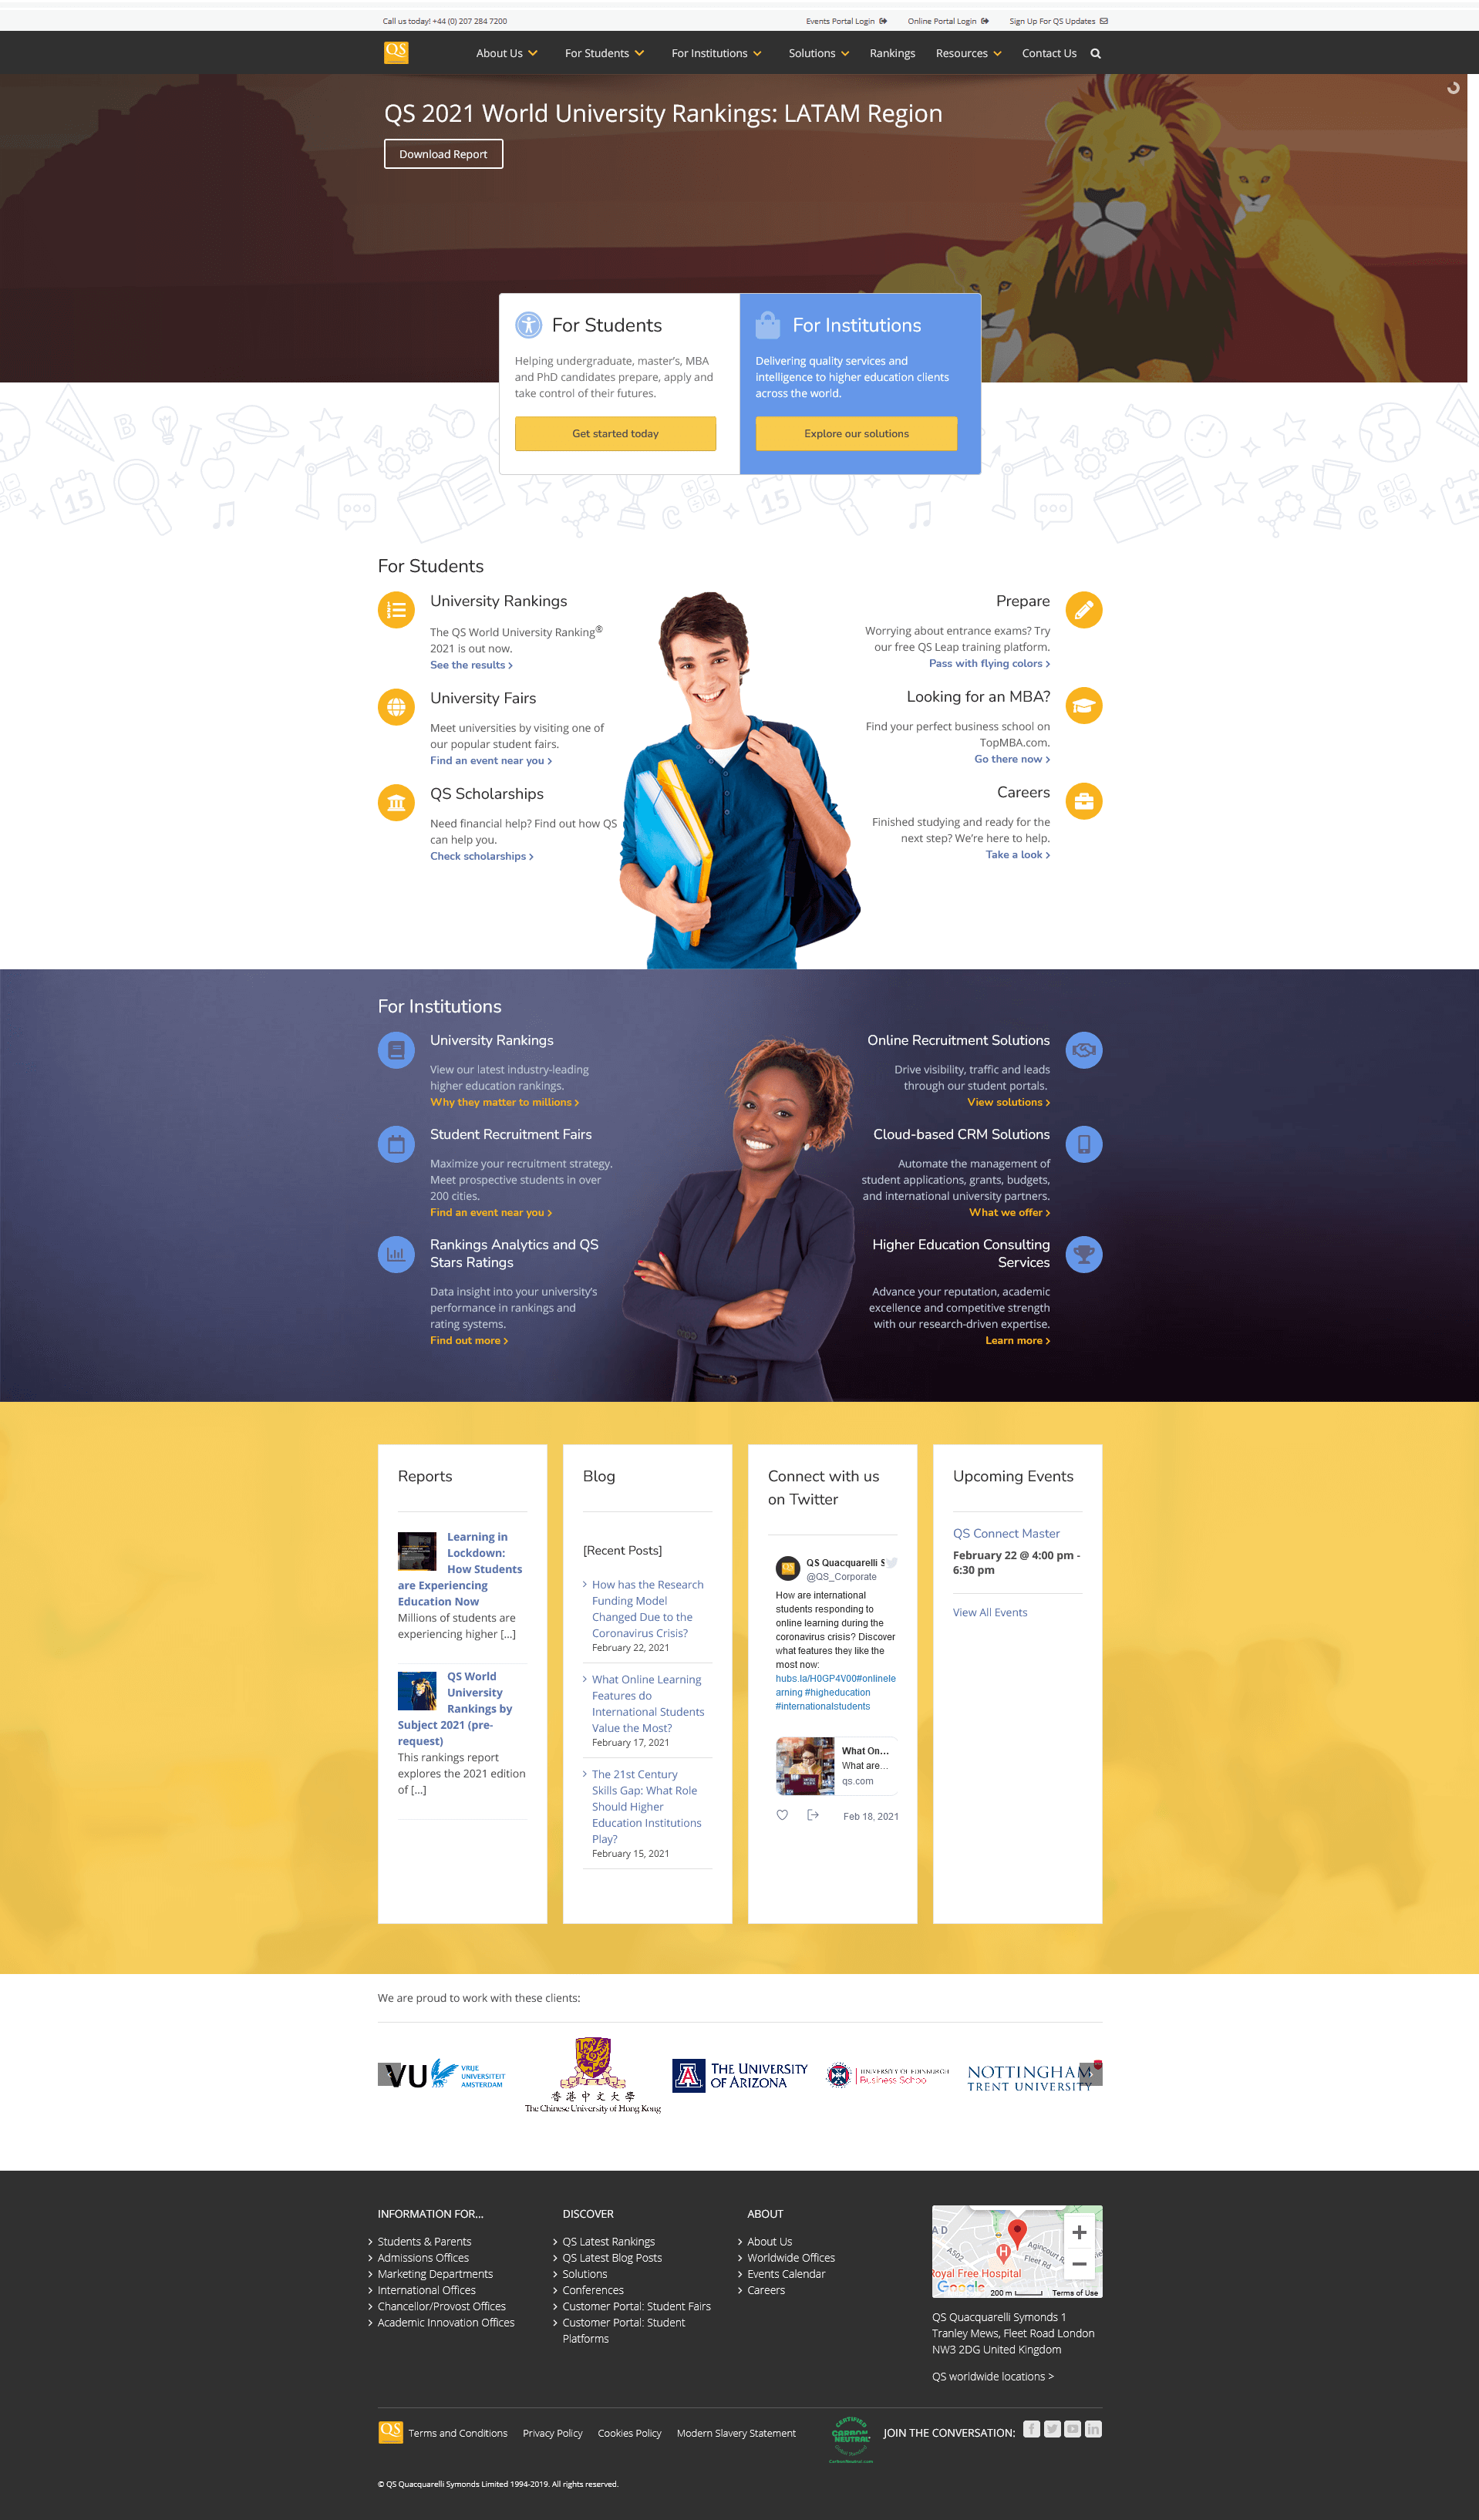 Call us today! +44 (0) 207 284 7200
Events Portal Login
Online Portal Login
Sign Up For QS Updates
QS
About Us
For Students
For Institutions
Solutions
Rankings
Resources
Contact Us
QS 2021 World University Rankings: LATAM Region
Download Report
For Students
Helping undergraduate, master's, MBA
and PhD candidates prepare, apply and
take control of their futures.
Get started today
For Institutions
Delivering quality services and
intelligence to higher education clients
across the world.
Explore our solutions
For Students
University Rankings
The QS World University Ranking®
2021 is out now.
See the results
University Fairs
Meet universities by visiting one of
our popular student fairs.
Find an event near you
QS Scholarships
Need financial help? Find out how QS
can help you.
Check scholarships
Prepare
Worrying about entrance exams? Try
our free QS Leap training platform.
Pass with flying colors
Looking for an MBA?
Find your perfect business school on
TopMBA.com.
Go there now
Careers
Finished studying and ready for the
next step? We're here to help.
Take a look
For Institutions
University Rankings
View our latest industry-leading
higher education rankings.
Why they matter to millions
Student Recruitment Fairs
Maximize your recruitment strategy.
Meet prospective students in over
200 cities.
Find an event near you
Rankings Analytics and QS
Stars Ratings
Data insight into your university's
performance in rankings and
rating systems.
Find out more
Online Recruitment Solutions
Drive visibility, traffic and leads
through our student portals.
View solutions
Cloud-based CRM Solutions
Automate the management of
student applications, grants, budgets,
and international university partners.
What we offer
Higher Education Consulting
Services
Advance your reputation, academic
excellence and competitive strength
with our research-driven expertise.
Learn more
Reports
Learning in
Lockdown:
How Students
are Experiencing
Education Now
Millions of students are
experiencing higher [...]
QS World
University
Rankings by
Subject 2021 (pre-
request)
This rankings report
explores the 2021 edition
of [...]
Blog
[Recent Posts]
How has the Research
Funding Model
Changed Due to the
Coronavirus Crisis?
February 22, 2021
What Online Learning
Features do
International Students
Value the Most?
February 17, 2021
The 21st Century
Skills Gap: What Role
Should Higher
Education Institutions
Play?
February 15, 2021
Connect with us
on Twitter
QS Quacquarelli S
@QS_Corporate
How are international
students responding to
online learning during the
coronavirus crisis? Discover
what features they like the
most now:
hubs.la/H0GP4V00#onlinele
arning #highereducation
#internationalstudents
What On...
What are...
qs.com
Feb 18, 2021
Upcoming Events
QS Connect Master
February 22 @ 4:00 pm -
6:30 pm
View All Events
We are proud to work with these clients:
VU VRIJE
UNIVERSITEIT
AMSTERDAM
香港中文大學
The Chinese University of Hong Kong
THE UNIVERSITY
OF ARIZONA
UNIVERSITY OF EDINBURGH
Business School
NOTTINGHAM
TRENT UNIVERSITY
INFORMATION FOR...
Students & Parents
Admissions Offices
Marketing Departments
International Offices
Chancellor/Provost Offices
Academic Innovation Offices
DISCOVER
QS Latest Rankings
QS Latest Blog Posts
Solutions
Conferences
Customer Portal: Student Fairs
Customer Portal: Student
Platforms
ABOUT
About Us
Worldwide Offices
Events Calendar
Careers
A502
Agincourt
Fleet Rd
Royal Free Hospital
Google
200 m
Terms of Use
QS Quacquarelli Symonds 1
Tranley Mews, Fleet Road London
NW3 2DG United Kingdom
QS worldwide locations >
QS
Terms and Conditions
Privacy Policy
Cookies Policy
Modern Slavery Statement
CERTIFIED
CARBON
NEUTRAL
CarbonNeutral.com
JOIN THE CONVERSATION:
© QS Quacquarelli Symonds Limited 1994-2019. All rights reserved.